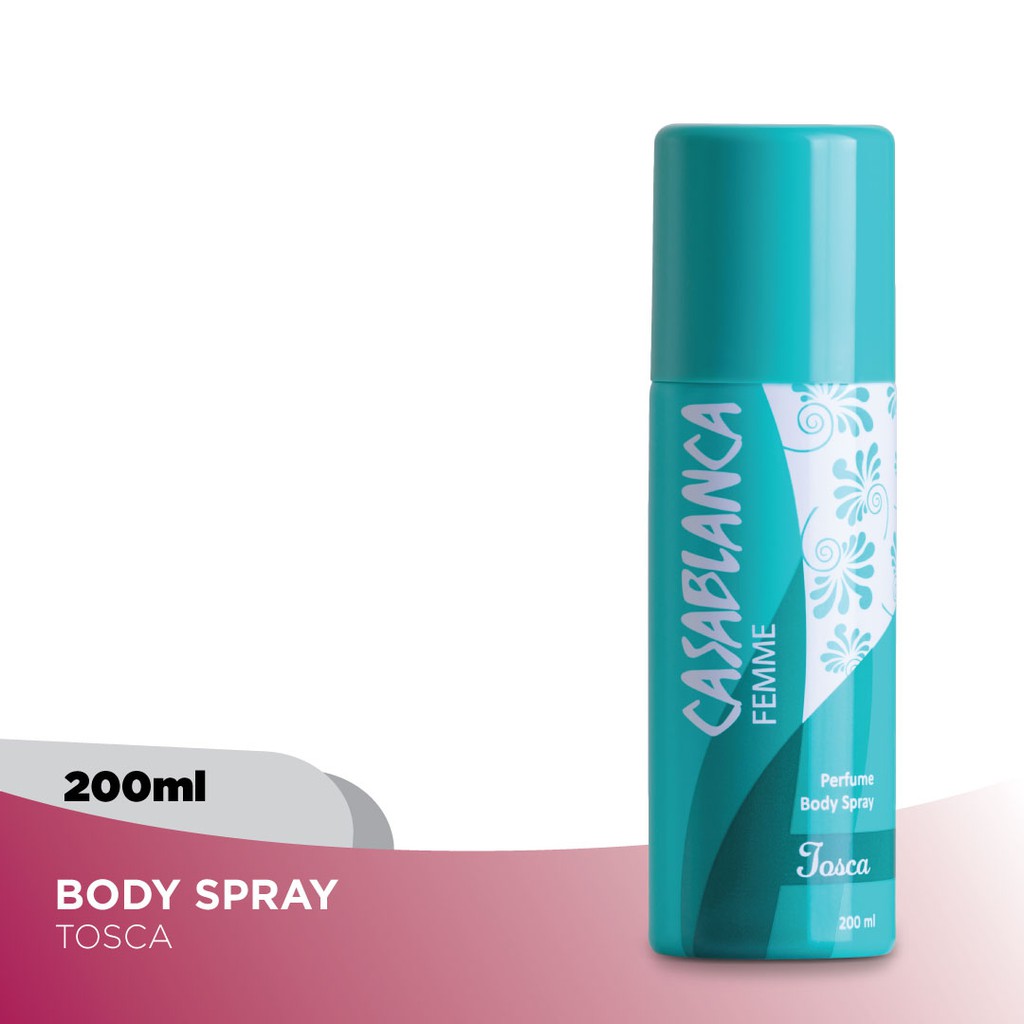 CASABLANCA
FEMME
Perfume
Body Spray
Tosca
200 ml
200ml
BODY SPRAY
TOSCA